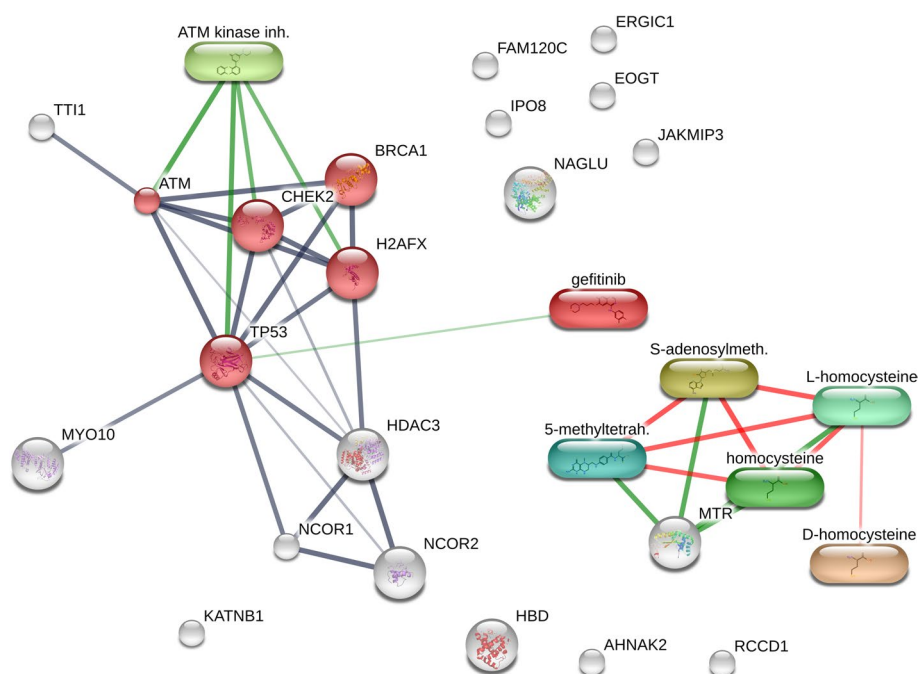 ERGIC1
ATM kinase inh.
FAM120C
EOGT
TTI1
IPO8
JAKMIP3
BRCA1
NAGLU
ATM
CHEK2
H2AFX
gefitinib
TP53
S-adenosylmeth.
L-homocysteine
5-methyltetrah.
MYO10
HDAC3
homocysteine
MTR
NCOR1
D-homocysteine
NCOR2
KATNB1
HBD
AHNAK2
RCCD1